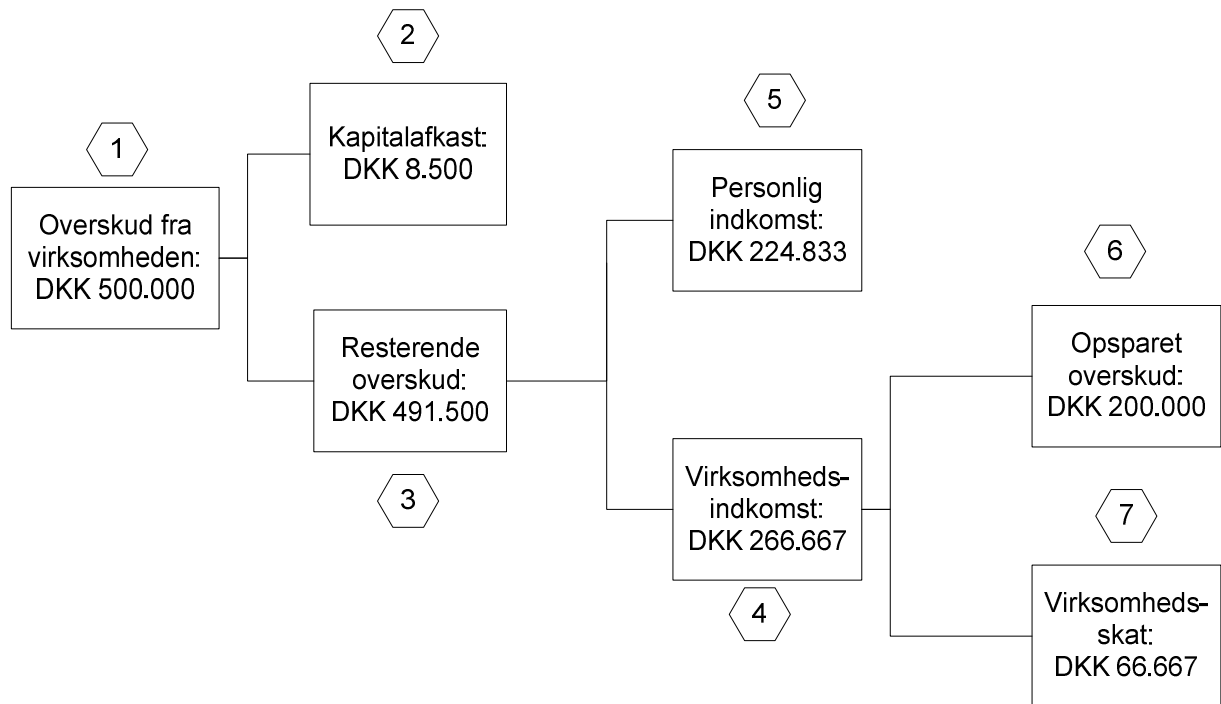 1
Overskud fra
virksomheden:
DKK 500.000
2
Kapitalafkast:
DKK 8.500
Resterende
overskud:
DKK 491.500
3
5
Personlig
indkomst:
DKK 224.833
Virksomheds-
indkomst:
DKK 266.667
4
6
Opsparet
overskud:
DKK 200.000
7
Virksomheds-
skat:
DKK 66.667